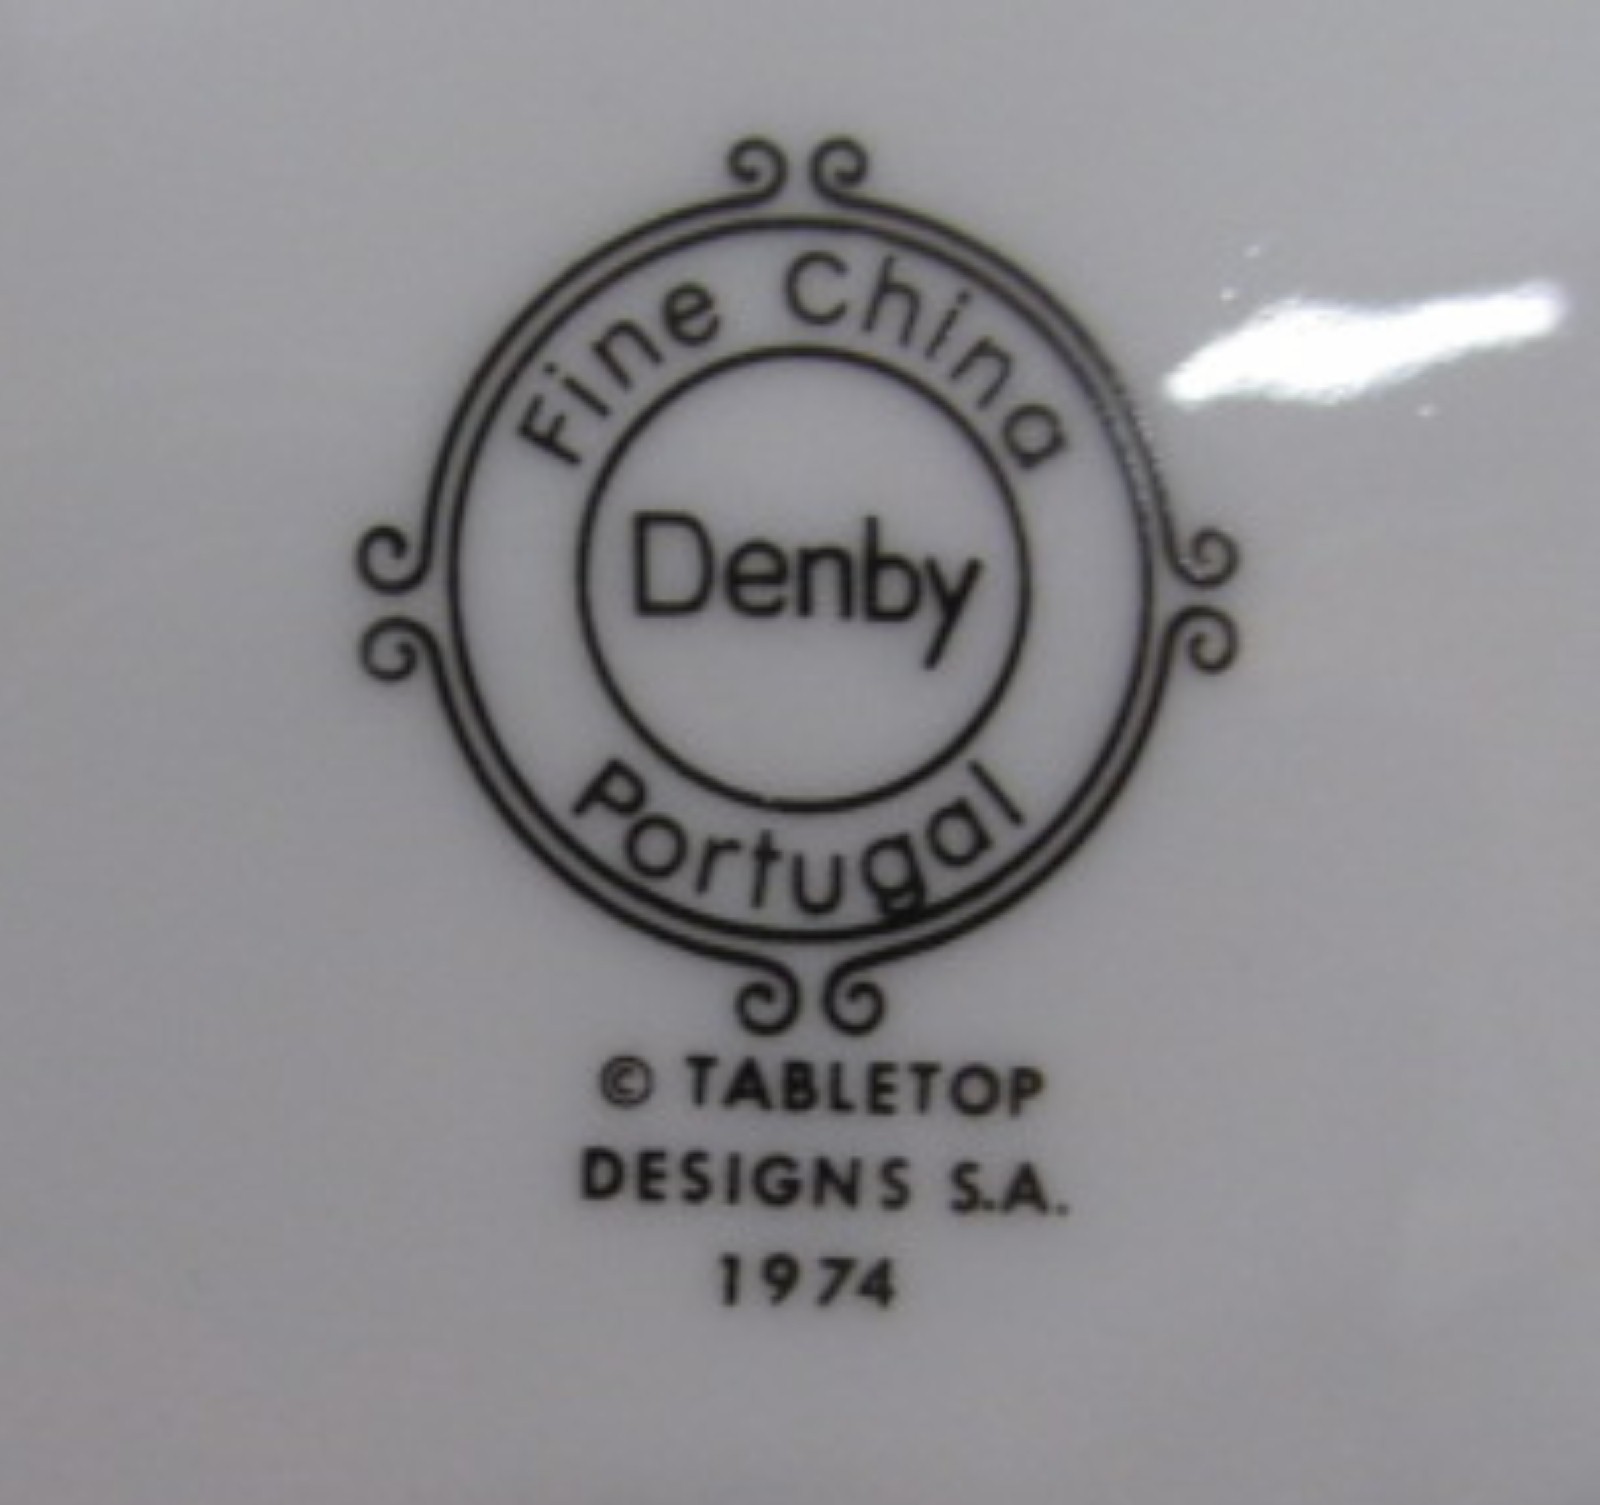 Fine China
Denby
Portugal
© TABLETOP
DESIGNS S.A.
1974